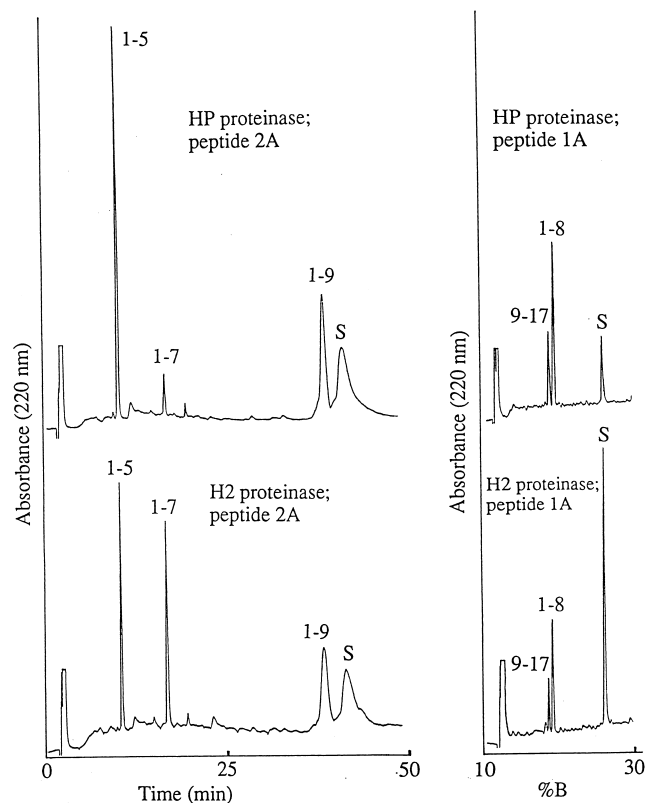 1-5
HP proteinase;
peptide 2A
1-7
1-9
S
Absorbance (220 nm)
HP proteinase;
peptide 1A
1-8
9-17
S
Absorbance (220 nm)
1-5
1-7
H2 proteinase;
peptide 2A
1-9
S
0
25
.50
Time (min)
S
H2 proteinase;
peptide 1A
1-8
9-17
10
30
%B